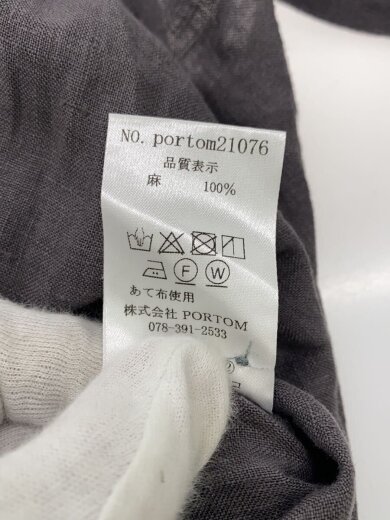 NO. portom21076
品質表示
麻 100%
F W
あて布使用
株式会社 PORTOM
078-391-2533